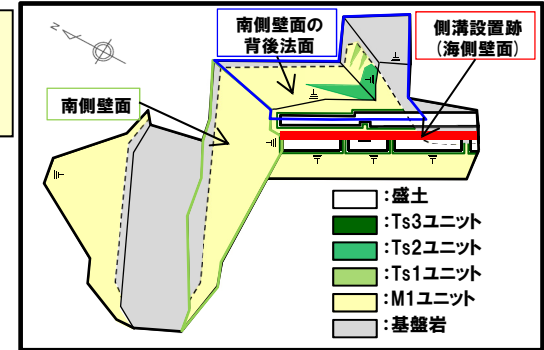 N
南側壁面の
背後法面
側溝設置跡
(海側壁面)
南側壁面
:盛土
:Ts3ユニット
:Ts2ユニット
:Ts1ユニット
:M1ユニット
:基盤岩